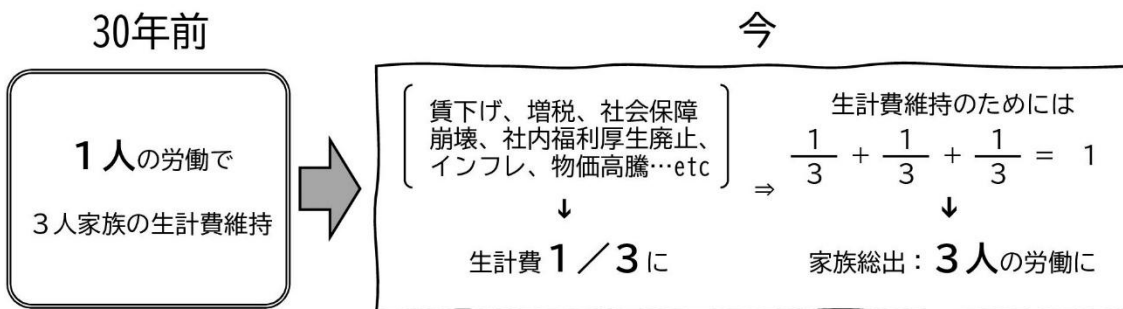 30年前
今
1人の労働で
3人家族の生計費維持
賃下げ、増税、社会保障
崩壊、社内福利厚生廃止、
インフレ、物価高騰…etc
↓
生計費1／3に
⇒
生計費維持のためには
1/3 + 1/3 + 1/3 = 1
↓
家族総出：3人の労働に